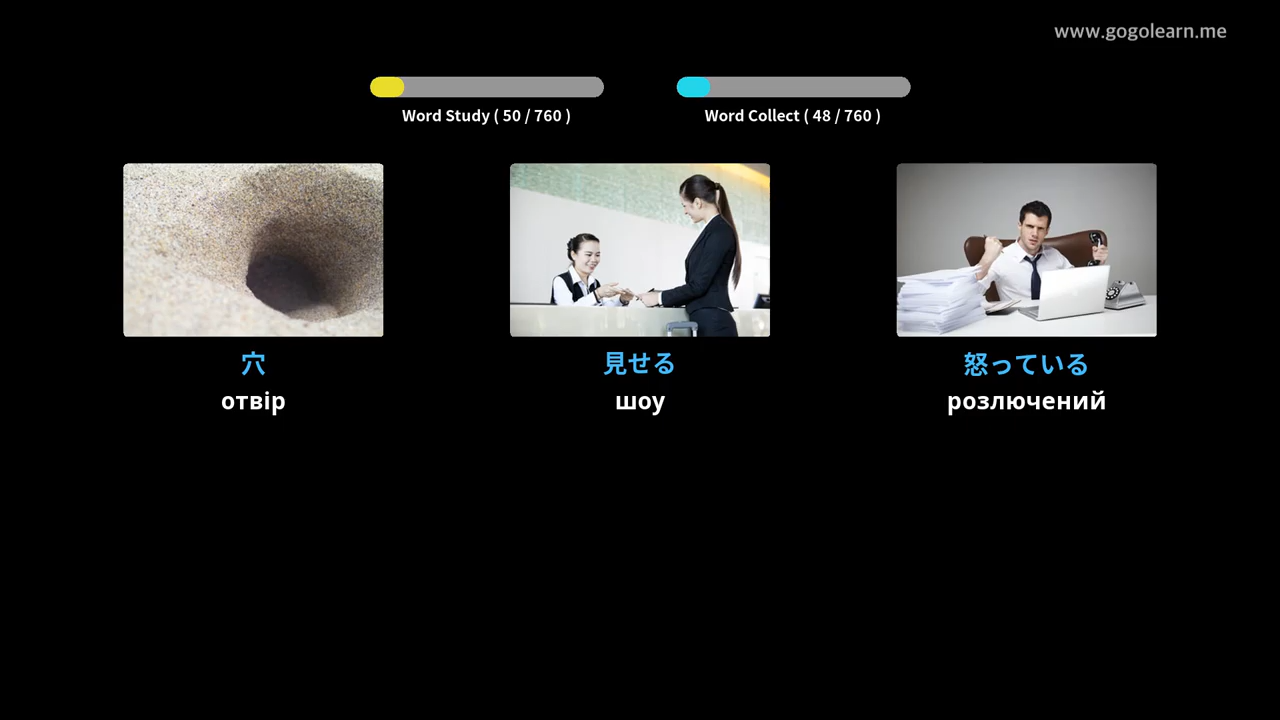 www.gogolearn.me
Word Study ( 50 / 760 )
Word Collect ( 48 / 760 )
穴
見せる
怒っている
отвір
шоу
розлючений